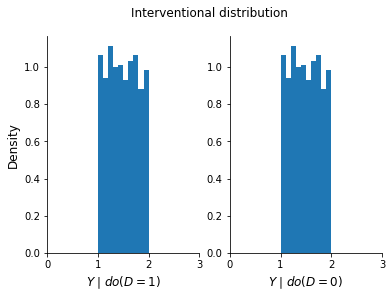 Interventional distribution
Density
1.0
0.8
0.6
0.4
0.2
0.0
0 1 2 3
Y | do(D = 1)
1.0
0.8
0.6
0.4
0.2
0.0
0 1 2 3
Y | do(D = 0)